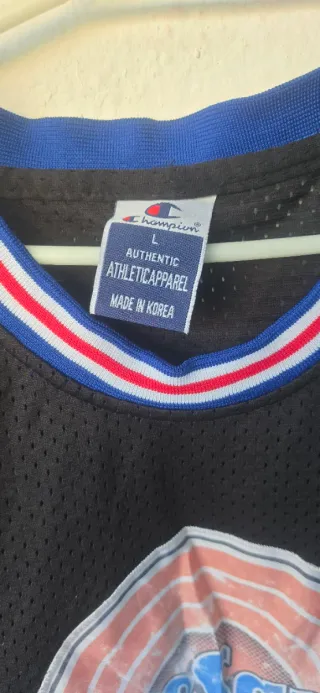 Champion®
L
AUTHENTIC
ATHLETICAPPAREL
MADE IN KOREA